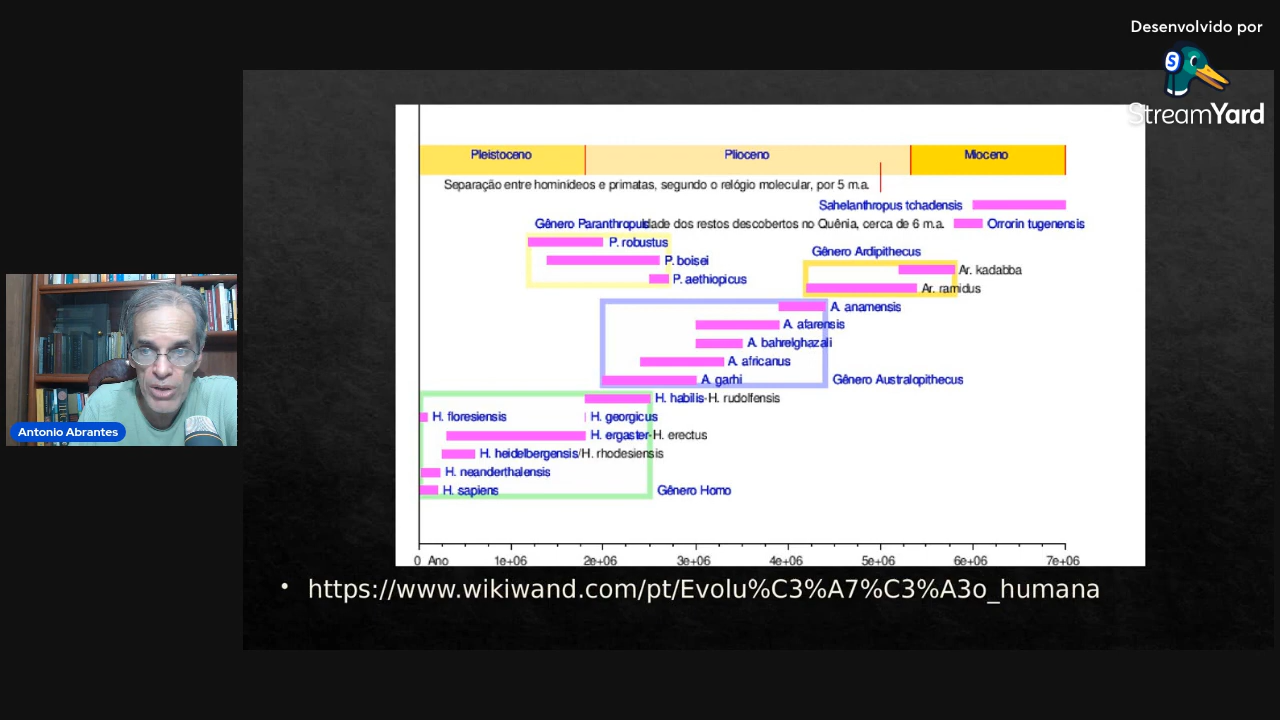 Desenvolvido por
StreamYard
Pleistoceno Plioceno Mioceno
Separação entre hominídeos e primatas, segundo o relógio molecular, por 5 m.a.
Sahelanthropus tchadensis
Gênero Paranthropus dade dos restos descobertos no Quênia, cerca de 6 m.a. Orrorin tugenensis
P. robustus
Gênero Ardipithecus
P. boisei
Ar. kadabba
P. aethiopicus
Ar. ramidus
A. anamensis
A. afarensis
A. bahrelghazali
A. africanus
A. garhi Gênero Australopithecus
H. habilis-H. rudolfensis
H. floresiensis H. georgicus
H. ergaster-H. erectus
H. heidelbergensis/H. rhodesiensis
H. neanderthalensis
H. sapiens Gênero Homo
0 Ano 1e+06 2e+06 3e+06 4e+06 5e+06 6e+06 7e+06
• https://www.wikiwand.com/pt/Evolu%C3%A7%C3%A3o_humana
Antonio Abrantes